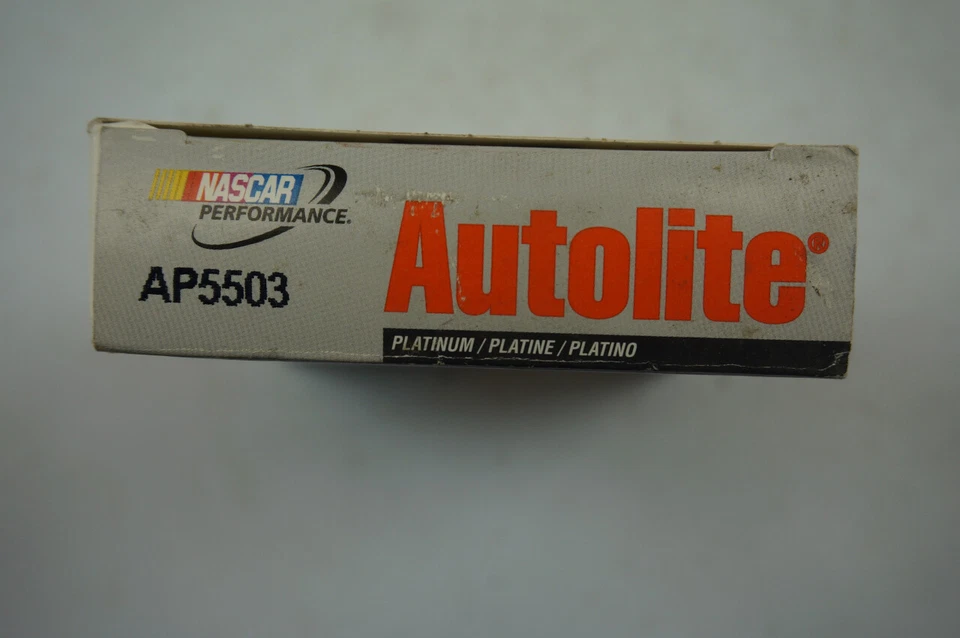 NASCAR
PERFORMANCE®
AP5503
Autolite®
PLATINUM / PLATINE / PLATINO